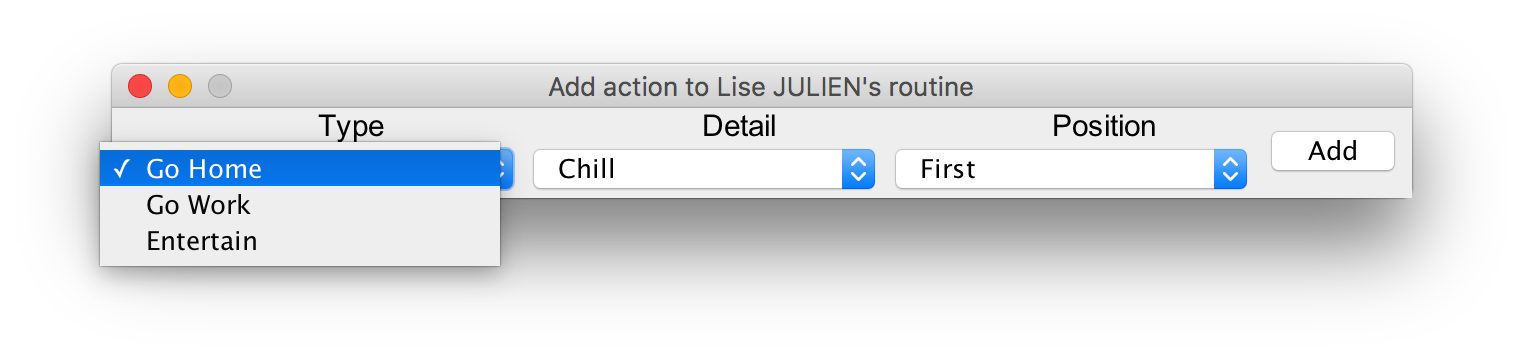 Add action to Lise JULIEN's routine
Type Detail Position
✓ Go Home Chill First Add
Go Work
Entertain